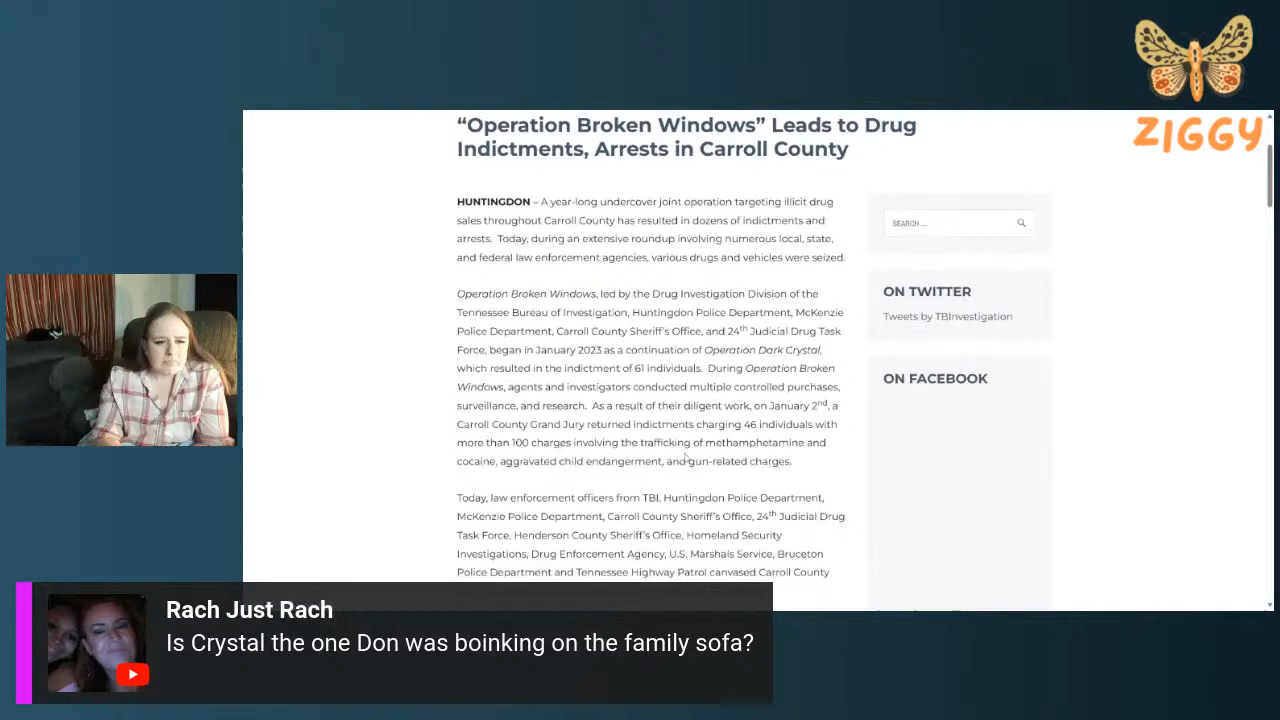 ZIGGY
“Operation Broken Windows” Leads to Drug
Indictments, Arrests in Carroll County
HUNTINGDON – A year-long undercover joint operation targeting illicit drug
sales throughout Carroll County has resulted in dozens of indictments and
arrests. Today, during an extensive roundup involving numerous local, state,
and federal law enforcement agencies, various drugs and vehicles were seized.
Operation Broken Windows, led by the Drug Investigation Division of the
Tennessee Bureau of Investigation, Huntingdon Police Department, McKenzie
Police Department, Carroll County Sheriff’s Office, and 24th Judicial Drug Task
Force, began in January 2023 as a continuation of Operation Dark Crystal,
which resulted in the indictment of 61 individuals. During Operation Broken
Windows, agents and investigators conducted multiple controlled purchases,
surveillance, and research. As a result of their diligent work, on January 2nd, a
Carroll County Grand Jury returned indictments charging 46 individuals with
more than 100 charges involving the trafficking of methamphetamine and
cocaine, aggravated child endangerment, and gun-related charges.
Today, law enforcement officers from TBI, Huntingdon Police Department,
McKenzie Police Department, Carroll County Sheriff’s Office, 24th Judicial Drug
Task Force, Henderson County Sheriff’s Office, Homeland Security
Investigations, Drug Enforcement Agency, U.S. Marshals Service, Bruceton
Police Department and Tennessee Highway Patrol canvased Carroll County
SEARCH ...
ON TWITTER
Tweets by TBInvestigation
ON FACEBOOK
Rach Just Rach
Is Crystal the one Don was boinking on the family sofa?